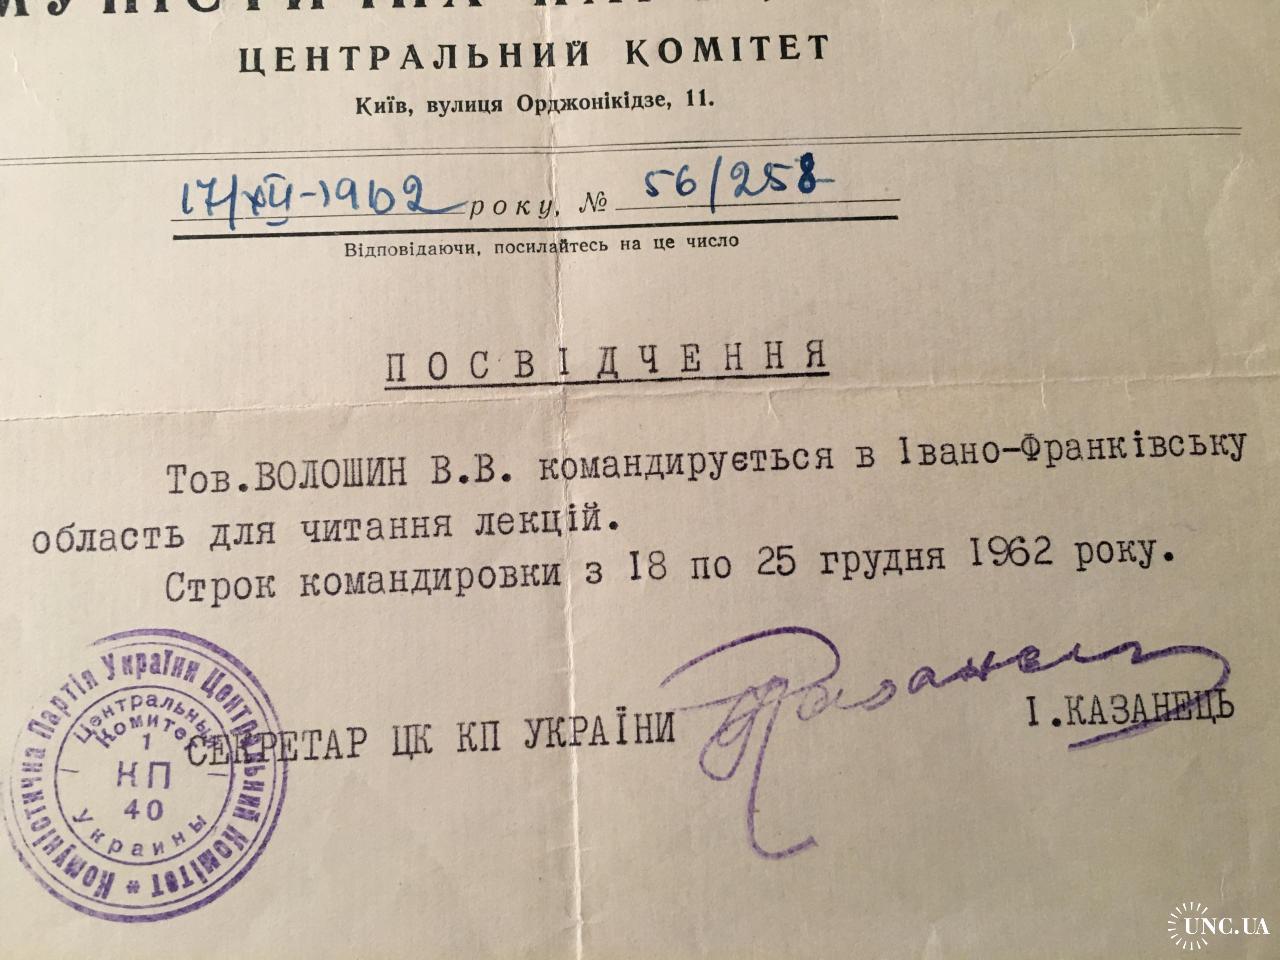 ЦЕНТРАЛЬНИЙ КОМІТЕТ
Київ, вулиця Орджонікідзе, 11.
17/XII-1962 року, № 56/258
Відповідаючи, посилайтесь на це число
ПОСВІДЧЕННЯ
Тов.ВОЛОШИН В.В. командирується в Івано-Франківську
область для читання лекцій.
Строк командировки з 18 по 25 грудня 1962 року.
СЕКРЕТАР ЦК КП УКРАЇНИ
І.КАЗАНЕЦЬ
Комуністична Партія України Центральний Комітет
Центральный
Комитет
1
КП
40
Украины
UNC.UA